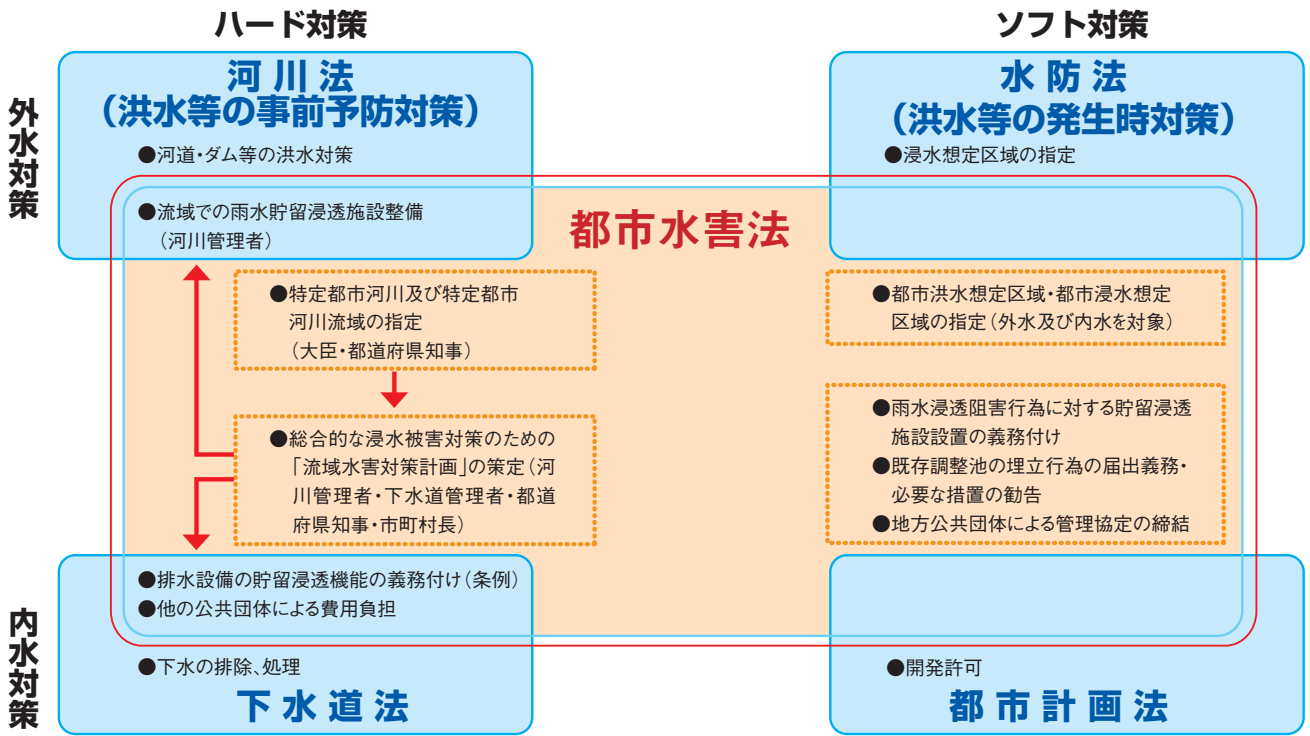 ハード対策
ソフト対策
外水対策
河川法
（洪水等の事前予防対策）
●河道・ダム等の洪水対策
●流域での雨水貯留浸透施設整備
（河川管理者）
水防法
（洪水等の発生時対策）
●浸水想定区域の指定
都市水害法
●特定都市河川及び特定都市
河川流域の指定
（大臣・都道府県知事）
●総合的な浸水被害対策のための
「流域水害対策計画」の策定（河
川管理者・下水道管理者・都道
府県知事・市町村長）
●都市洪水想定区域・都市浸水想定
区域の指定（外水及び内水を対象）
●雨水浸透阻害行為に対する貯留浸透
施設設置の義務付け
●既存調整池の埋立行為の届出義務・
必要な措置の勧告
●地方公共団体による管理協定の締結
内水対策
●排水設備の貯留浸透機能の義務付け（条例）
●他の公共団体による費用負担
●下水の排除、処理
下水道法
●開発許可
都市計画法